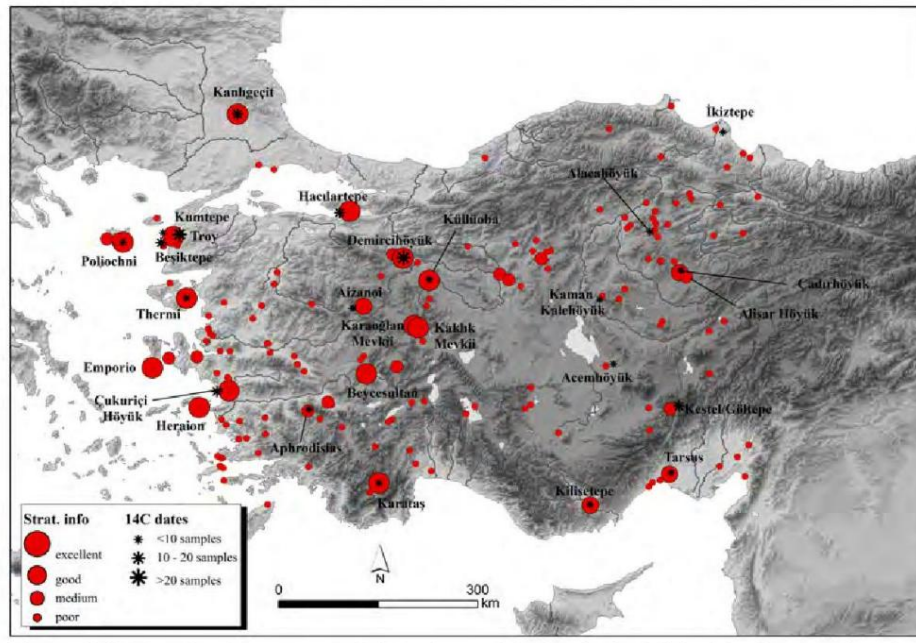 Kanlıgeçit
İkiztepe
Alacahöyük
Hacılartepe
Küllüoba
Kumtepe
Troy
Demircihöyük
Poliochni
Beşiktepe
Çadırhöyük
Aizanoi
Kaman
Kalehöyük
Thermi
Alişar Höyük
Karaoğlan
Mevkii
Kaklık
Mevkii
Emporio
Acemhöyük
Beycesultan
Çukuriçi
Höyük
Heraion
Kestel/Göltepe
Aphrodisias
Tarsus
Karataş
Kilisetepe
Strat. info
excellent
good
medium
poor
14C dates
<10 samples
10 - 20 samples
>20 samples
N
0 300
km